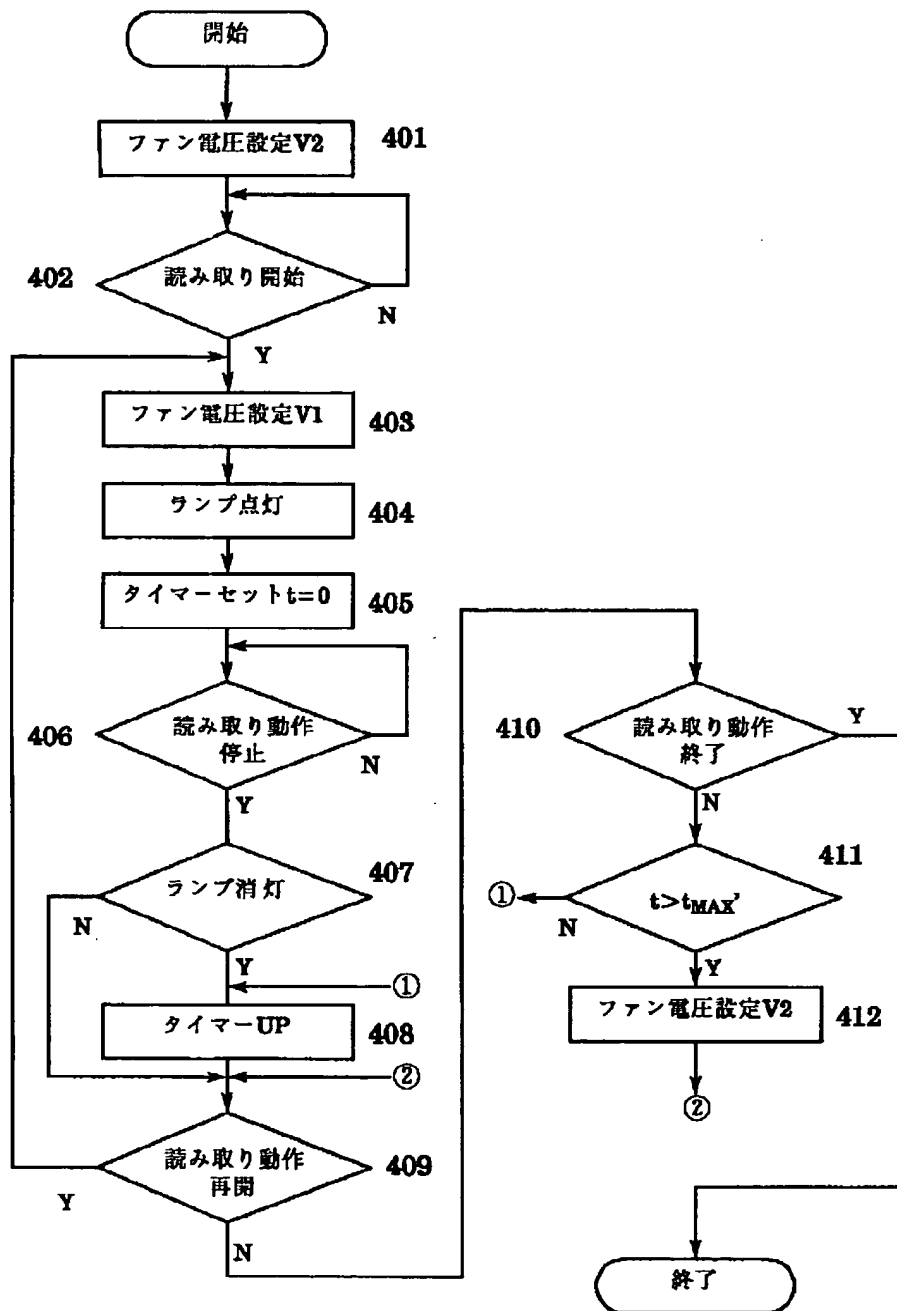 開始
ファン電圧設定V2
401
402
読み取り開始
N
Y
ファン電圧設定V1
403
ランプ点灯
404
タイマーセットt=0
405
406
読み取り動作
停止
N
Y
407
ランプ消灯
N
Y
①
タイマーUP
408
②
読み取り動作
再開
409
Y
N
410
読み取り動作
終了
Y
N
411
t>tMAX'
①
N
Y
ファン電圧設定V2
412
②
終了